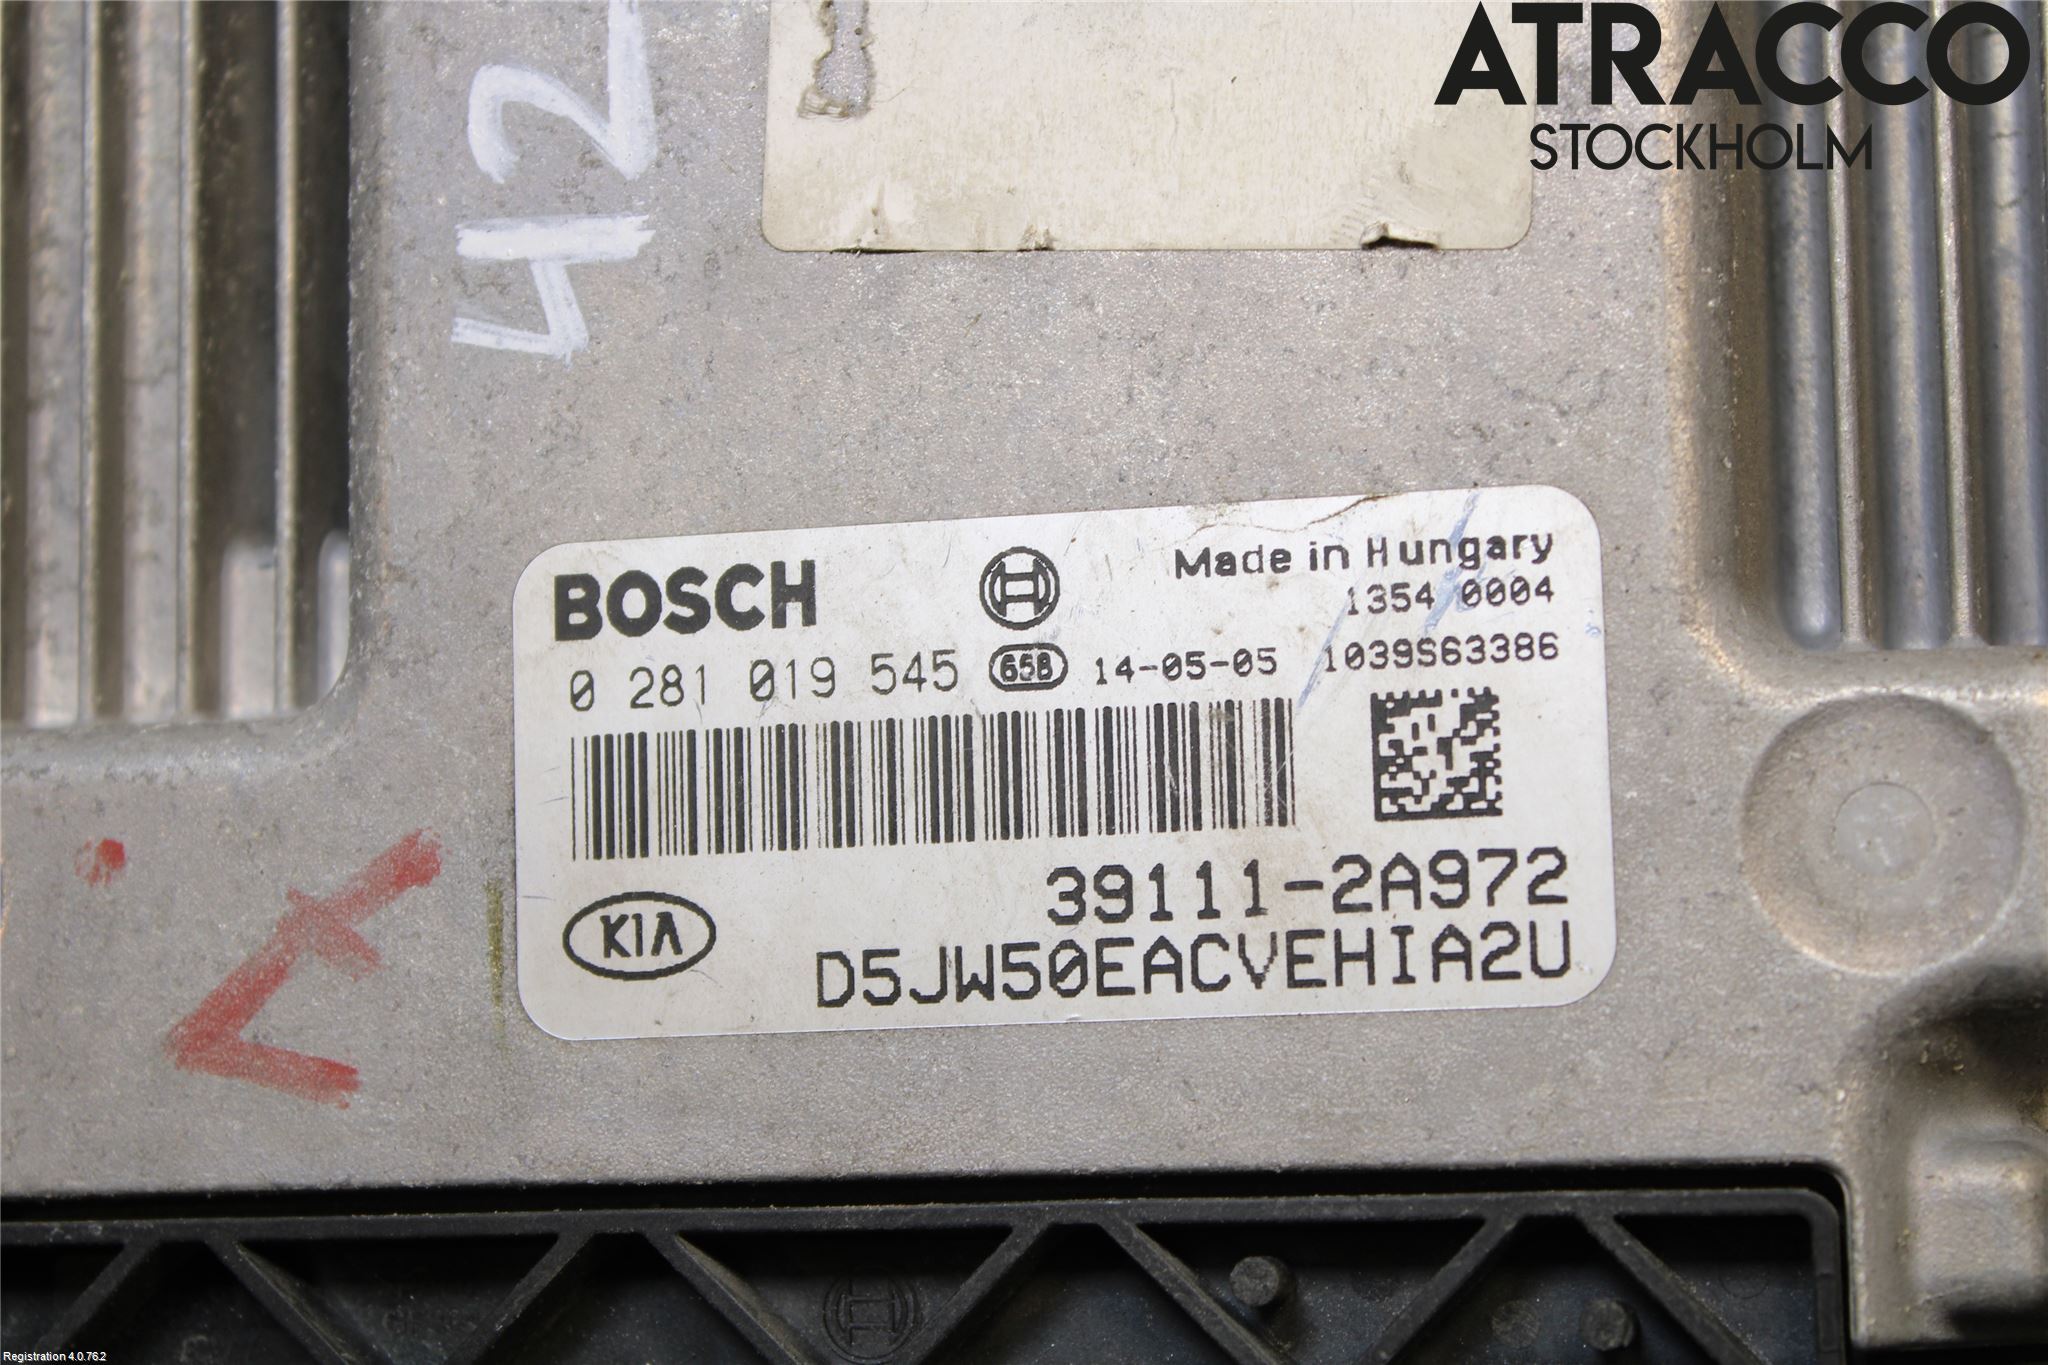 ATRACCO
STOCKHOLM
42
BOSCH
Made in Hungary
1354 0004
0 281 019 545 658 14-05-05 1039S63386
39111-2A972
KIA
D5JW50EACVEHIA2U
Registration 4.0.76.2